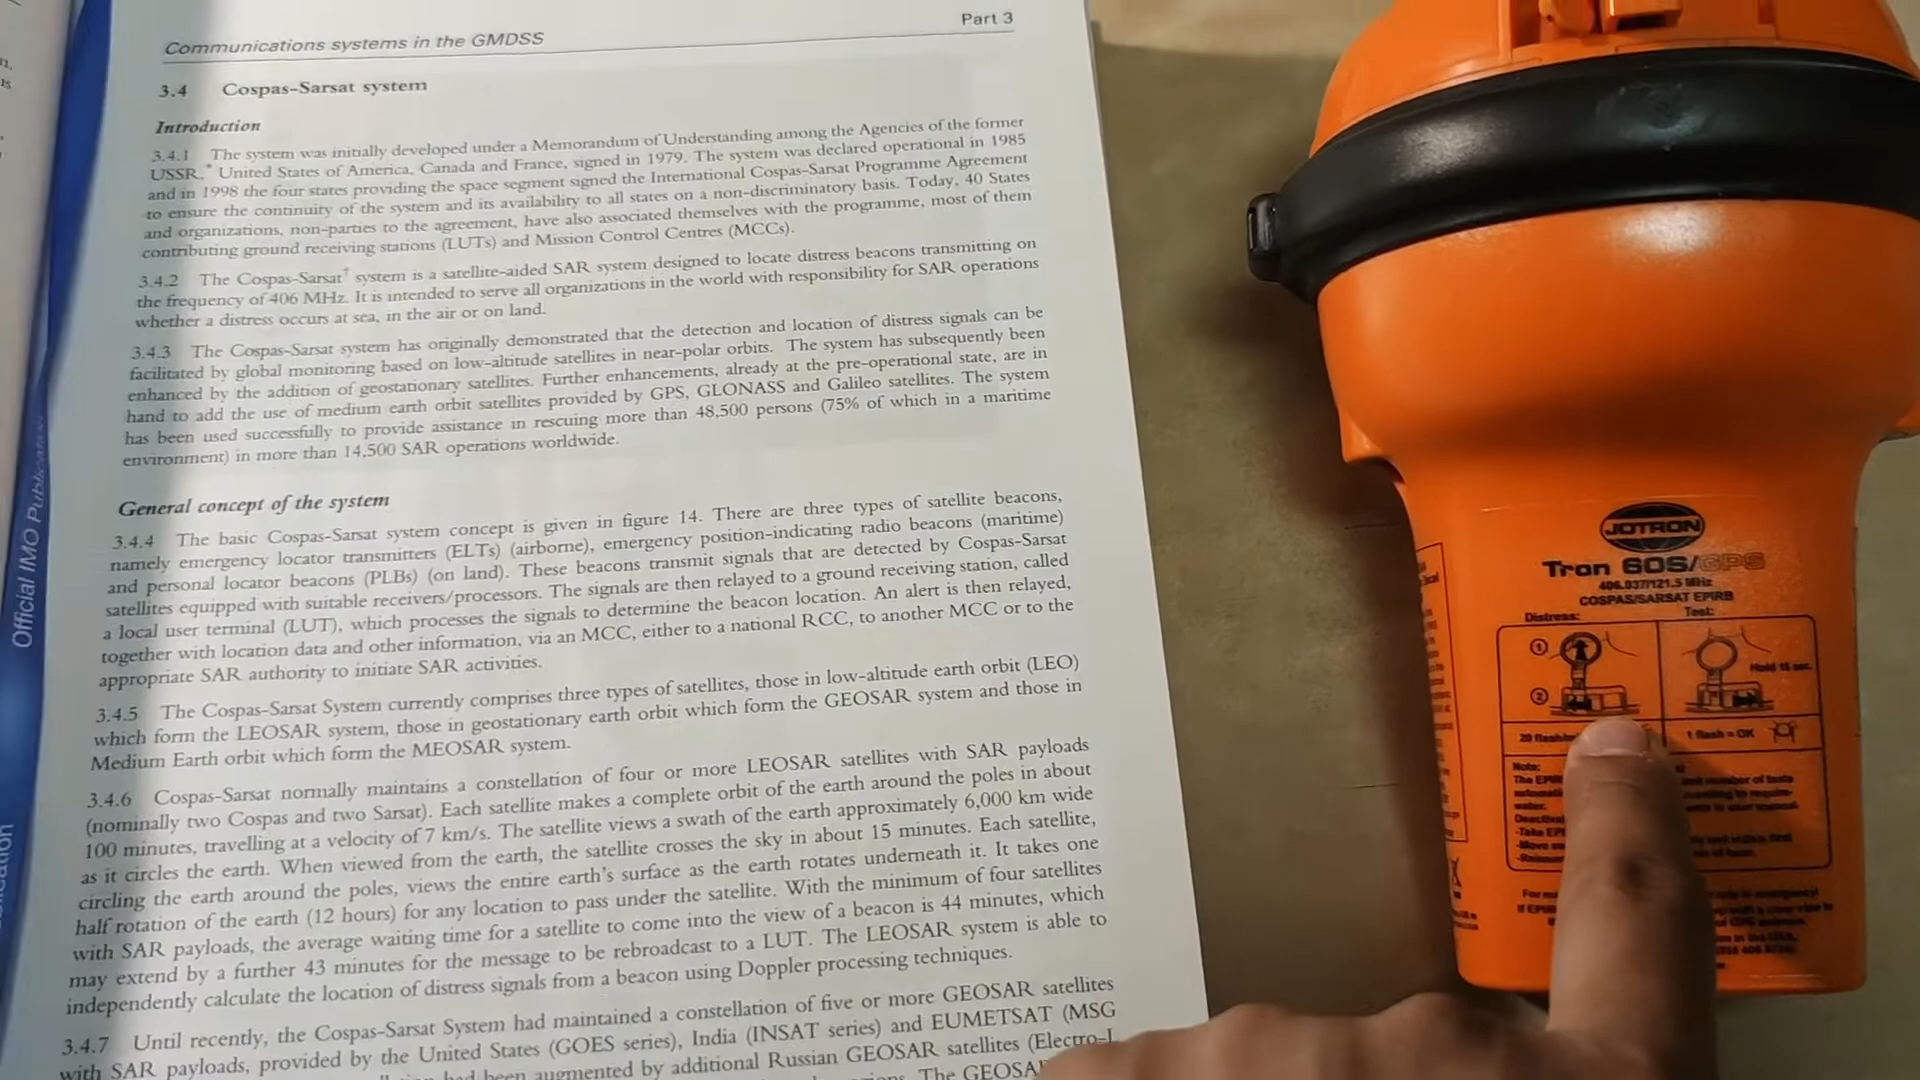 Communications systems in the GMDSS
Part 3
3.4 Cospas-Sarsat system
Introduction
3.4.1 The system was initially developed under a Memorandum of Understanding among the Agencies of the former
USSR,* United States of America, Canada and France, signed in 1979. The system was declared operational in 1985
and in 1998 the four states providing the space segment signed the International Cospas-Sarsat Programme Agreement
to ensure the continuity of the system and its availability to all states on a non-discriminatory basis. Today, 40 States
and organizations, non-parties to the agreement, have also associated themselves with the programme, most of them
contributing ground receiving stations (LUTs) and Mission Control Centres (MCCs).
3.4.2 The Cospas-Sarsat† system is a satellite-aided SAR system designed to locate distress beacons transmitting on
the frequency of 406 MHz. It is intended to serve all organizations in the world with responsibility for SAR operations
whether a distress occurs at sea, in the air or on land.
3.4.3 The Cospas-Sarsat system has originally demonstrated that the detection and location of distress signals can be
facilitated by global monitoring based on low-altitude satellites in near-polar orbits. The system has subsequently been
enhanced by the addition of geostationary satellites. Further enhancements, already at the pre-operational state, are in
hand to add the use of medium earth orbit satellites provided by GPS, GLONASS and Galileo satellites. The system
has been used successfully to provide assistance in rescuing more than 48,500 persons (75% of which in a maritime
environment) in more than 14,500 SAR operations worldwide.
General concept of the system
3.4.4 The basic Cospas-Sarsat system concept is given in figure 14. There are three types of satellite beacons,
namely emergency locator transmitters (ELTs) (airborne), emergency position-indicating radio beacons (maritime)
and personal locator beacons (PLBs) (on land). These beacons transmit signals that are detected by Cospas-Sarsat
satellites equipped with suitable receivers/processors. The signals are then relayed to a ground receiving station, called
a local user terminal (LUT), which processes the signals to determine the beacon location. An alert is then relayed,
together with location data and other information, via an MCC, either to a national RCC, to another MCC or to the
appropriate SAR authority to initiate SAR activities.
3.4.5 The Cospas-Sarsat System currently comprises three types of satellites, those in low-altitude earth orbit (LEO)
which form the LEOSAR system, those in geostationary earth orbit which form the GEOSAR system and those in
Medium Earth orbit which form the MEOSAR system.
3.4.6 Cospas-Sarsat normally maintains a constellation of four or more LEOSAR satellites with SAR payloads
(nominally two Cospas and two Sarsat). Each satellite makes a complete orbit of the earth around the poles in about
100 minutes, travelling at a velocity of 7 km/s. The satellite views a swath of the earth approximately 6,000 km wide
as it circles the earth. When viewed from the earth, the satellite crosses the sky in about 15 minutes. Each satellite,
circling the earth around the poles, views the entire earth's surface as the earth rotates underneath it. It takes one
half rotation of the earth (12 hours) for any location to pass under the satellite. With the minimum of four satellites
with SAR payloads, the average waiting time for a satellite to come into the view of a beacon is 44 minutes, which
may extend by a further 43 minutes for the message to be rebroadcast to a LUT. The LEOSAR system is able to
independently calculate the location of distress signals from a beacon using Doppler processing techniques.
3.4.7 Until recently, the Cospas-Sarsat System had maintained a constellation of five or more GEOSAR satellites
with SAR payloads, provided by the United States (GOES series), India (INSAT series) and EUMETSAT (MSG
had been augmented by additional Russian GEOSAR satellites (Electro-L
The GEOSA
Official IMO Publication
JOTRON
Tron 60S/GPS
406.037/121.5 MHz
COSPAS/SARSAT EPIRB
Distress:
Test:
1
2
Hold 15 sec.
20 flash
1 flash = OK
Note:
The EPI
water.